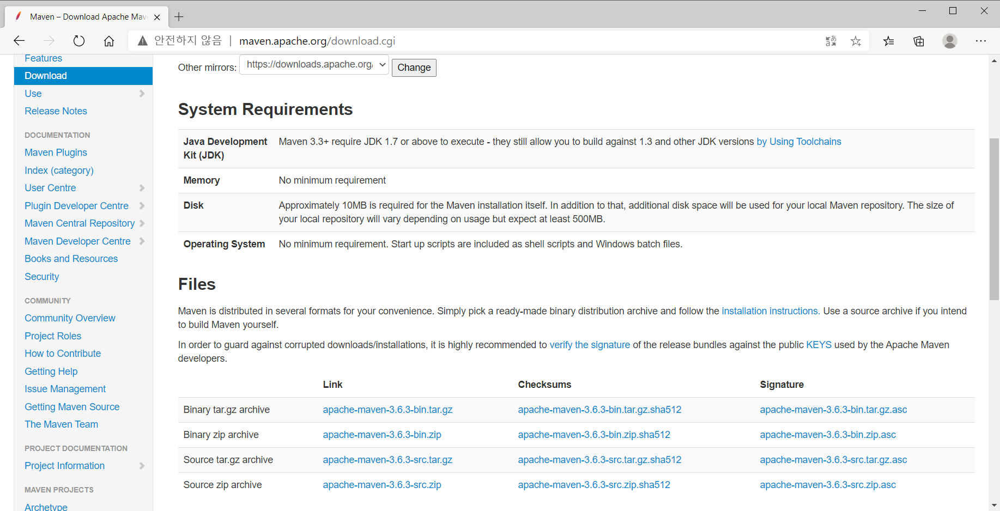 Maven – Download Apache Mav
안전하지 않음 | maven.apache.org/download.cgi
Features
Download
Use
Release Notes
DOCUMENTATION
Maven Plugins
Index (category)
User Centre
Plugin Developer Centre
Maven Central Repository
Maven Developer Centre
Books and Resources
Security
COMMUNITY
Community Overview
Project Roles
How to Contribute
Getting Help
Issue Management
Getting Maven Source
The Maven Team
PROJECT DOCUMENTATION
Project Information
MAVEN PROJECTS
Archetype
Other mirrors: https://downloads.apache.org/ Change
System Requirements
Java Development Maven 3.3+ require JDK 1.7 or above to execute - they still allow you to build against 1.3 and other JDK versions by Using Toolchains
Kit (JDK)
Memory No minimum requirement
Disk Approximately 10MB is required for the Maven installation itself. In addition to that, additional disk space will be used for your local Maven repository. The size of
your local repository will vary depending on usage but expect at least 500MB.
Operating System No minimum requirement. Start up scripts are included as shell scripts and Windows batch files.
Files
Maven is distributed in several formats for your convenience. Simply pick a ready-made binary distribution archive and follow the installation instructions. Use a source archive if you intend
to build Maven yourself.
In order to guard against corrupted downloads/installations, it is highly recommended to verify the signature of the release bundles against the public KEYS used by the Apache Maven
developers.
Link Checksums Signature
Binary tar.gz archive apache-maven-3.6.3-bin.tar.gz apache-maven-3.6.3-bin.tar.gz.sha512 apache-maven-3.6.3-bin.tar.gz.asc
Binary zip archive apache-maven-3.6.3-bin.zip apache-maven-3.6.3-bin.zip.sha512 apache-maven-3.6.3-bin.zip.asc
Source tar.gz archive apache-maven-3.6.3-src.tar.gz apache-maven-3.6.3-src.tar.gz.sha512 apache-maven-3.6.3-src.tar.gz.asc
Source zip archive apache-maven-3.6.3-src.zip apache-maven-3.6.3-src.zip.sha512 apache-maven-3.6.3-src.zip.asc